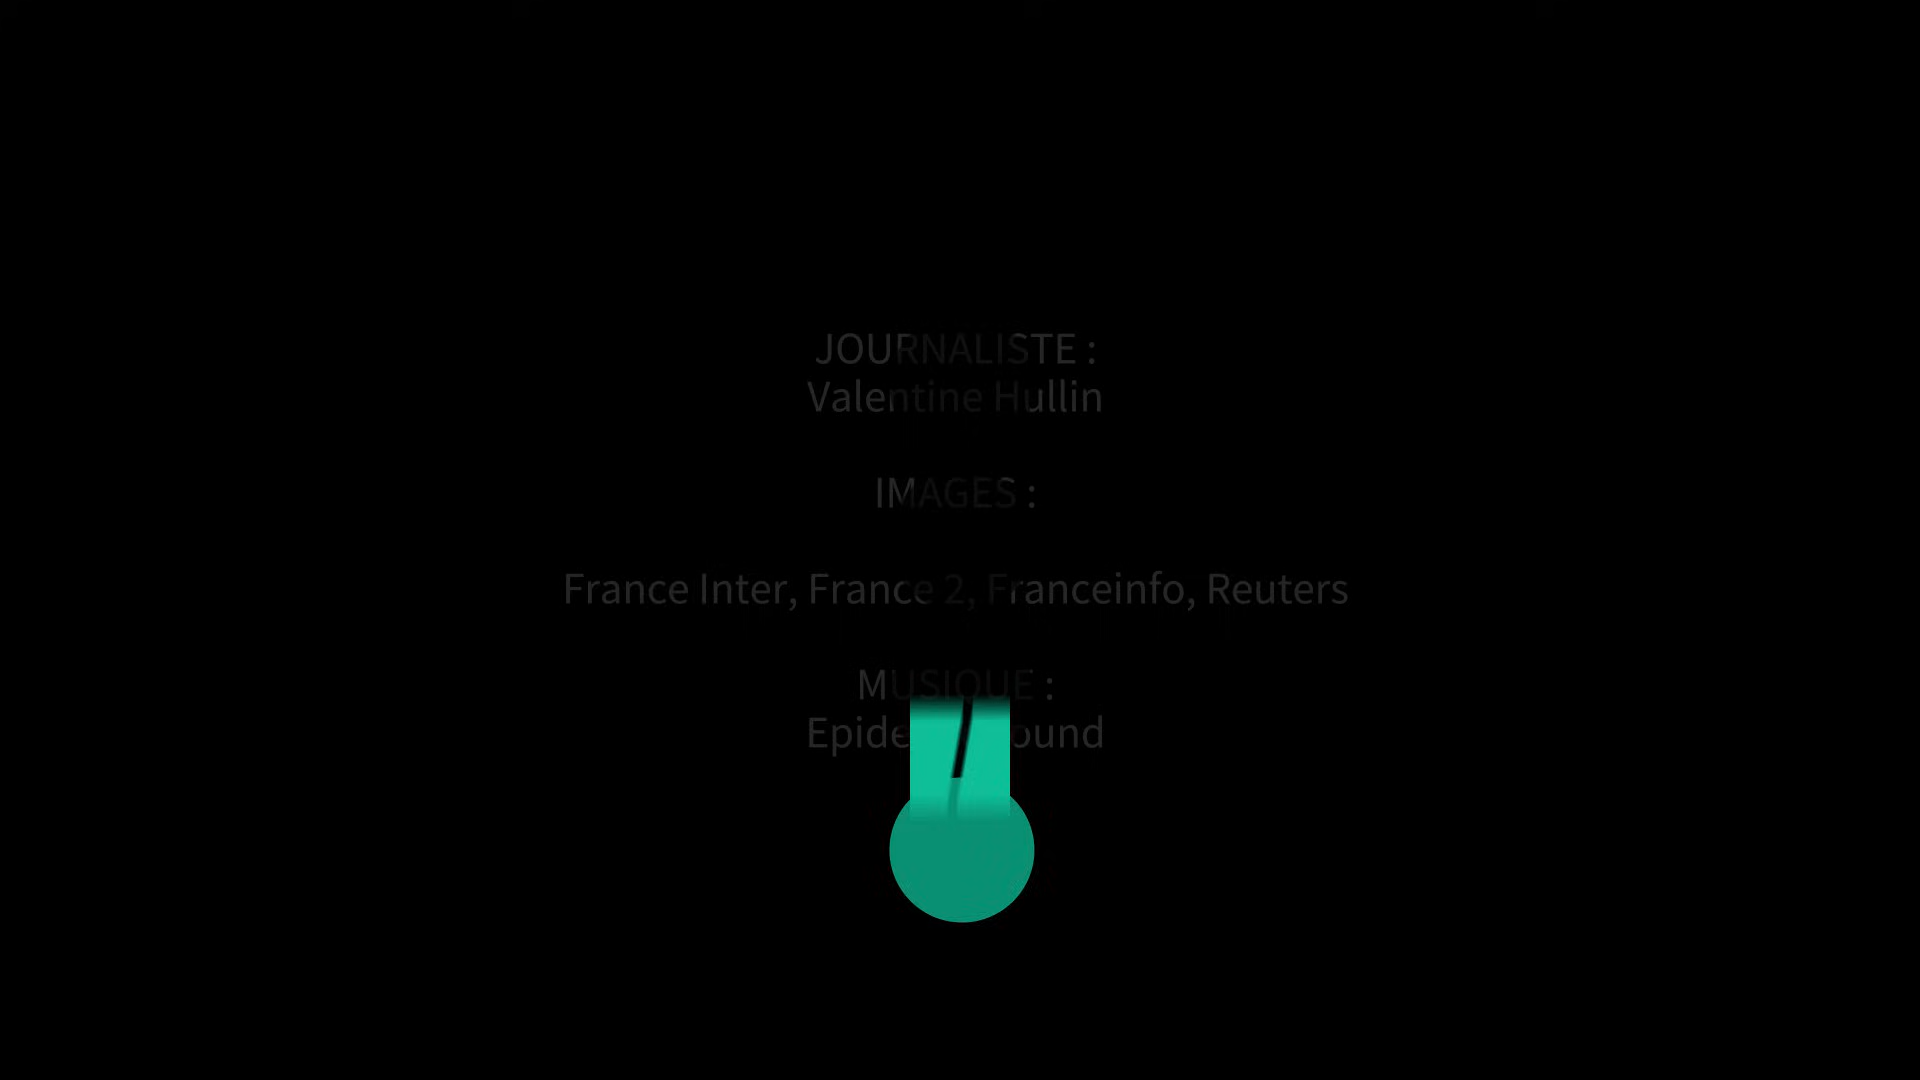 JOURNALISTE :
Valentine Hullin
IMAGES :
France Inter, France 2, Franceinfo, Reuters
MUSIQUE :